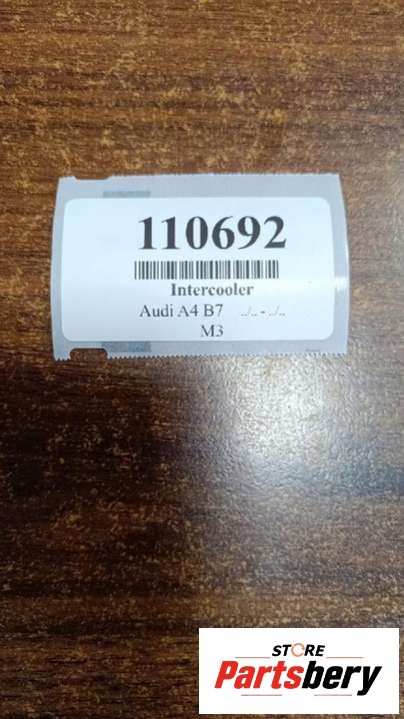 110692
Intercooler
Audi A4 B7 ../.. - ../..
M3
STORE
Partsbery